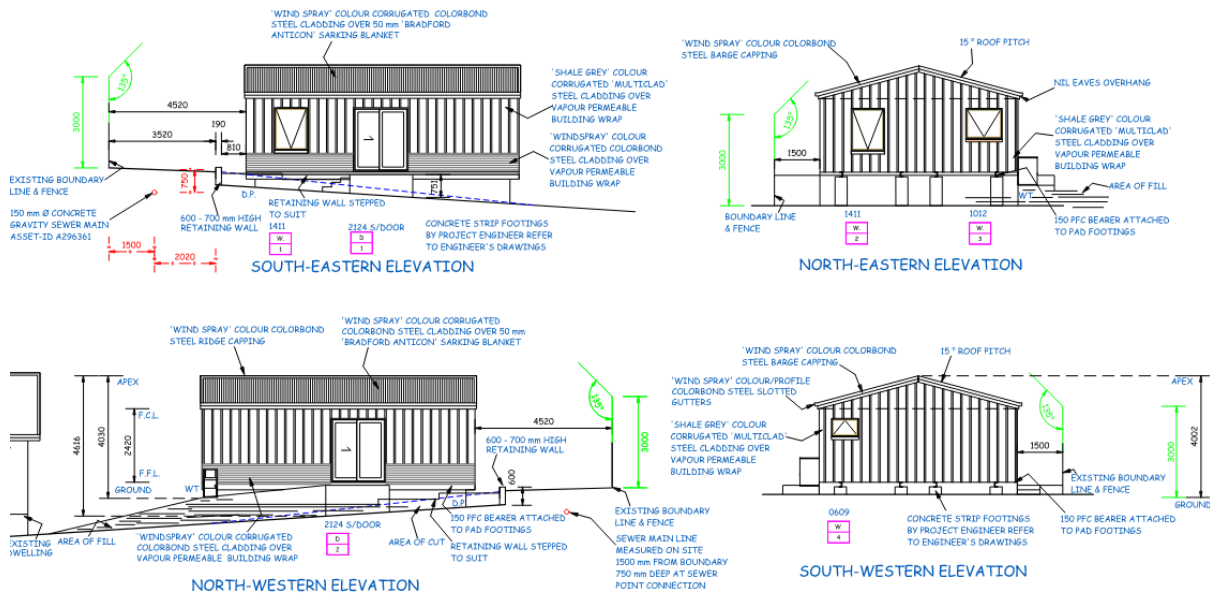 'WIND SPRAY' COLOUR CORRUGATED COLORBOND
STEEL CLADDING OVER 50 mm 'BRADFORD
ANTICON' SARKING BLANKET
135°
3000
4520
3520
190
810
'SHALE GREY' COLOUR
CORRUGATED 'MULTICLAD'
STEEL CLADDING OVER
VAPOUR PERMEABLE
BUILDING WRAP
'WINDSPRAY' COLOUR
CORRUGATED COLORBOND
STEEL CLADDING OVER
VAPOUR PERMEABLE
BUILDING WRAP
1
EXISTING BOUNDARY
LINE & FENCE
750
751
D.P.
150 mm Ø CONCRETE
GRAVITY SEWER MAIN
ASSET-ID A296361
600 - 700 mm HIGH
RETAINING WALL
RETAINING WALL STEPPED
TO SUIT
CONCRETE STRIP FOOTINGS
BY PROJECT ENGINEER REFER
TO ENGINEER'S DRAWINGS
1411
W.
1
2124 S/DOOR
D
1
1500
2020
SOUTH-EASTERN ELEVATION
'WIND SPRAY' COLOUR COLORBOND
STEEL BARGE CAPPING
15 ° ROOF PITCH
NIL EAVES OVERHANG
135°
3000
1500
'SHALE GREY' COLOUR
CORRUGATED 'MULTICLAD'
STEEL CLADDING OVER
VAPOUR PERMEABLE
BUILDING WRAP
AREA OF FILL
WT
BOUNDARY LINE
& FENCE
1411
W.
2
1012
W.
3
150 PFC BEARER ATTACHED
TO PAD FOOTINGS
NORTH-EASTERN ELEVATION
'WIND SPRAY' COLOUR COLORBOND
STEEL RIDGE CAPPING
'WIND SPRAY' COLOUR CORRUGATED
COLORBOND STEEL CLADDING OVER 50 mm
'BRADFORD ANTICON' SARKING BLANKET
APEX
F.C.L.
F.F.L.
GROUND
4616
4030
2420
WT
1
4520
135°
3000
600 - 700 mm HIGH
RETAINING WALL
600
D.P.
EXISTING
DWELLING
AREA OF FILL
'WINDSPRAY' COLOUR CORRUGATED
COLORBOND STEEL CLADDING OVER
VAPOUR PERMEABLE BUILDING WRAP
2124 S/DOOR
D
2
AREA OF CUT
150 PFC BEARER ATTACHED
TO PAD FOOTINGS
RETAINING WALL STEPPED
TO SUIT
EXISTING BOUNDARY
LINE & FENCE
SEWER MAIN LINE
MEASURED ON SITE
1500 mm FROM BOUNDARY
750 mm DEEP AT SEWER
POINT CONNECTION
NORTH-WESTERN ELEVATION
'WIND SPRAY' COLOUR COLORBOND
STEEL BARGE CAPPING
15 ° ROOF PITCH
'WIND SPRAY' COLOUR/PROFILE
COLORBOND STEEL SLOTTED
GUTTERS
'SHALE GREY' COLOUR
CORRUGATED 'MULTICLAD'
STEEL CLADDING OVER
VAPOUR PERMEABLE
BUILDING WRAP
135°
1500
3000
4002
APEX
GROUND
EXISTING BOUNDARY
LINE & FENCE
0609
W.
4
CONCRETE STRIP FOOTINGS
BY PROJECT ENGINEER REFER
TO ENGINEER'S DRAWINGS
150 PFC BEARER ATTACHED
TO PAD FOOTINGS
SOUTH-WESTERN ELEVATION